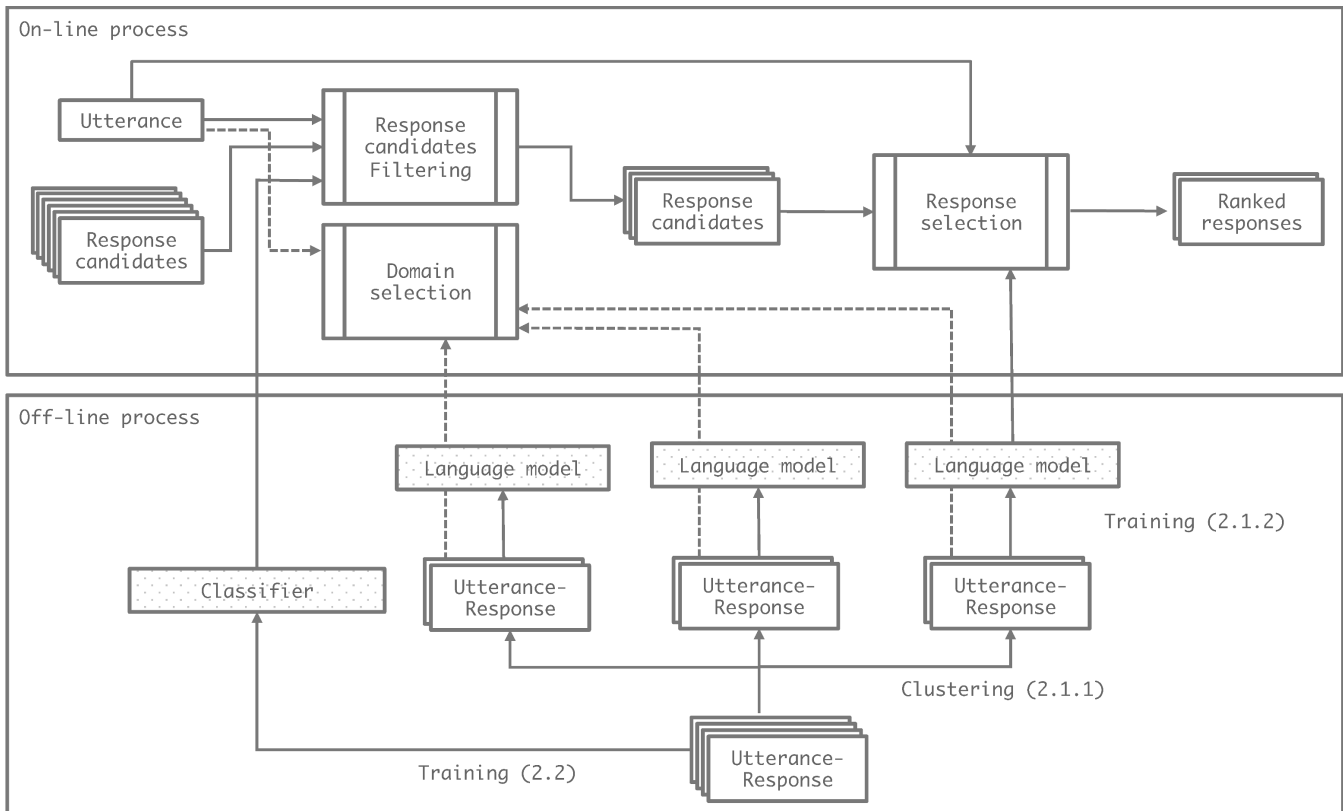 On-line process
Utterance
Response
candidates
Filtering
Response
candidates
Domain
selection
Response
candidates
Response
selection
Ranked
responses
Off-line process
Language model
Language model
Language model
Training (2.1.2)
Classifier
Utterance-
Response
Utterance-
Response
Utterance-
Response
Clustering (2.1.1)
Training (2.2)
Utterance-
Response